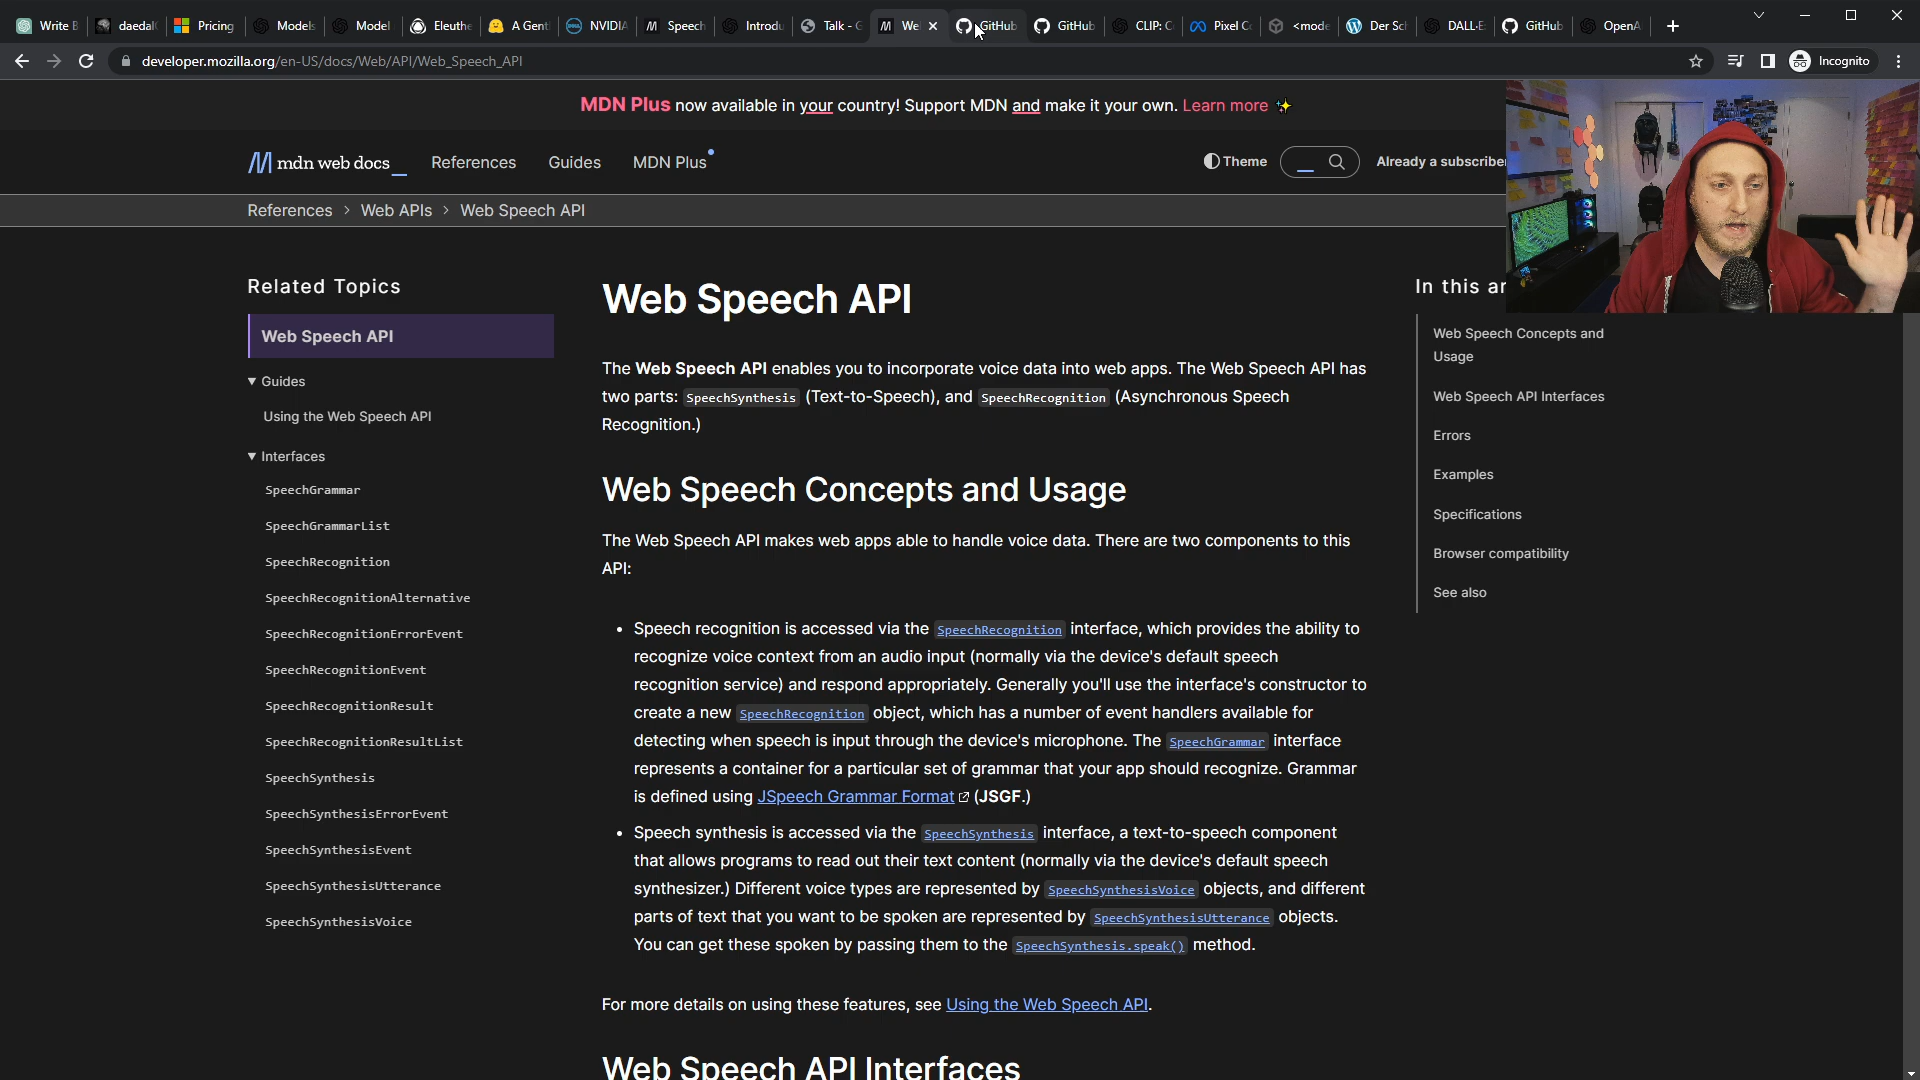 Write B
daedal
Pricing
Models
Model
Eleuthe
A Gent
NVIDIA
Speech
Introdu
Talk - G
We
GitHub
GitHub
CLIP: C
Pixel Co
<mode
Der Sc
DALL·E
GitHub
OpenA
developer.mozilla.org/en-US/docs/Web/API/Web_Speech_API
Incognito
MDN Plus now available in your country! Support MDN and make it your own. Learn more ✨
mdn web docs_
References
Guides
MDN Plus
Theme
Already a subscriber
References > Web APIs > Web Speech API
Related Topics
Web Speech API
Guides
Using the Web Speech API
Interfaces
SpeechGrammar
SpeechGrammarList
SpeechRecognition
SpeechRecognitionAlternative
SpeechRecognitionErrorEvent
SpeechRecognitionEvent
SpeechRecognitionResult
SpeechRecognitionResultList
SpeechSynthesis
SpeechSynthesisErrorEvent
SpeechSynthesisEvent
SpeechSynthesisUtterance
SpeechSynthesisVoice
Web Speech API
The Web Speech API enables you to incorporate voice data into web apps. The Web Speech API has
two parts: SpeechSynthesis (Text-to-Speech), and SpeechRecognition (Asynchronous Speech
Recognition.)
Web Speech Concepts and Usage
The Web Speech API makes web apps able to handle voice data. There are two components to this
API:
• Speech recognition is accessed via the SpeechRecognition interface, which provides the ability to
recognize voice context from an audio input (normally via the device's default speech
recognition service) and respond appropriately. Generally you'll use the interface's constructor to
create a new SpeechRecognition object, which has a number of event handlers available for
detecting when speech is input through the device's microphone. The SpeechGrammar interface
represents a container for a particular set of grammar that your app should recognize. Grammar
is defined using JSpeech Grammar Format (JSGF.)
• Speech synthesis is accessed via the SpeechSynthesis interface, a text-to-speech component
that allows programs to read out their text content (normally via the device's default speech
synthesizer.) Different voice types are represented by SpeechSynthesisVoice objects, and different
parts of text that you want to be spoken are represented by SpeechSynthesisUtterance objects.
You can get these spoken by passing them to the SpeechSynthesis.speak() method.
For more details on using these features, see Using the Web Speech API.
Web Speech API Interfaces
In this ar
Web Speech Concepts and
Usage
Web Speech API Interfaces
Errors
Examples
Specifications
Browser compatibility
See also